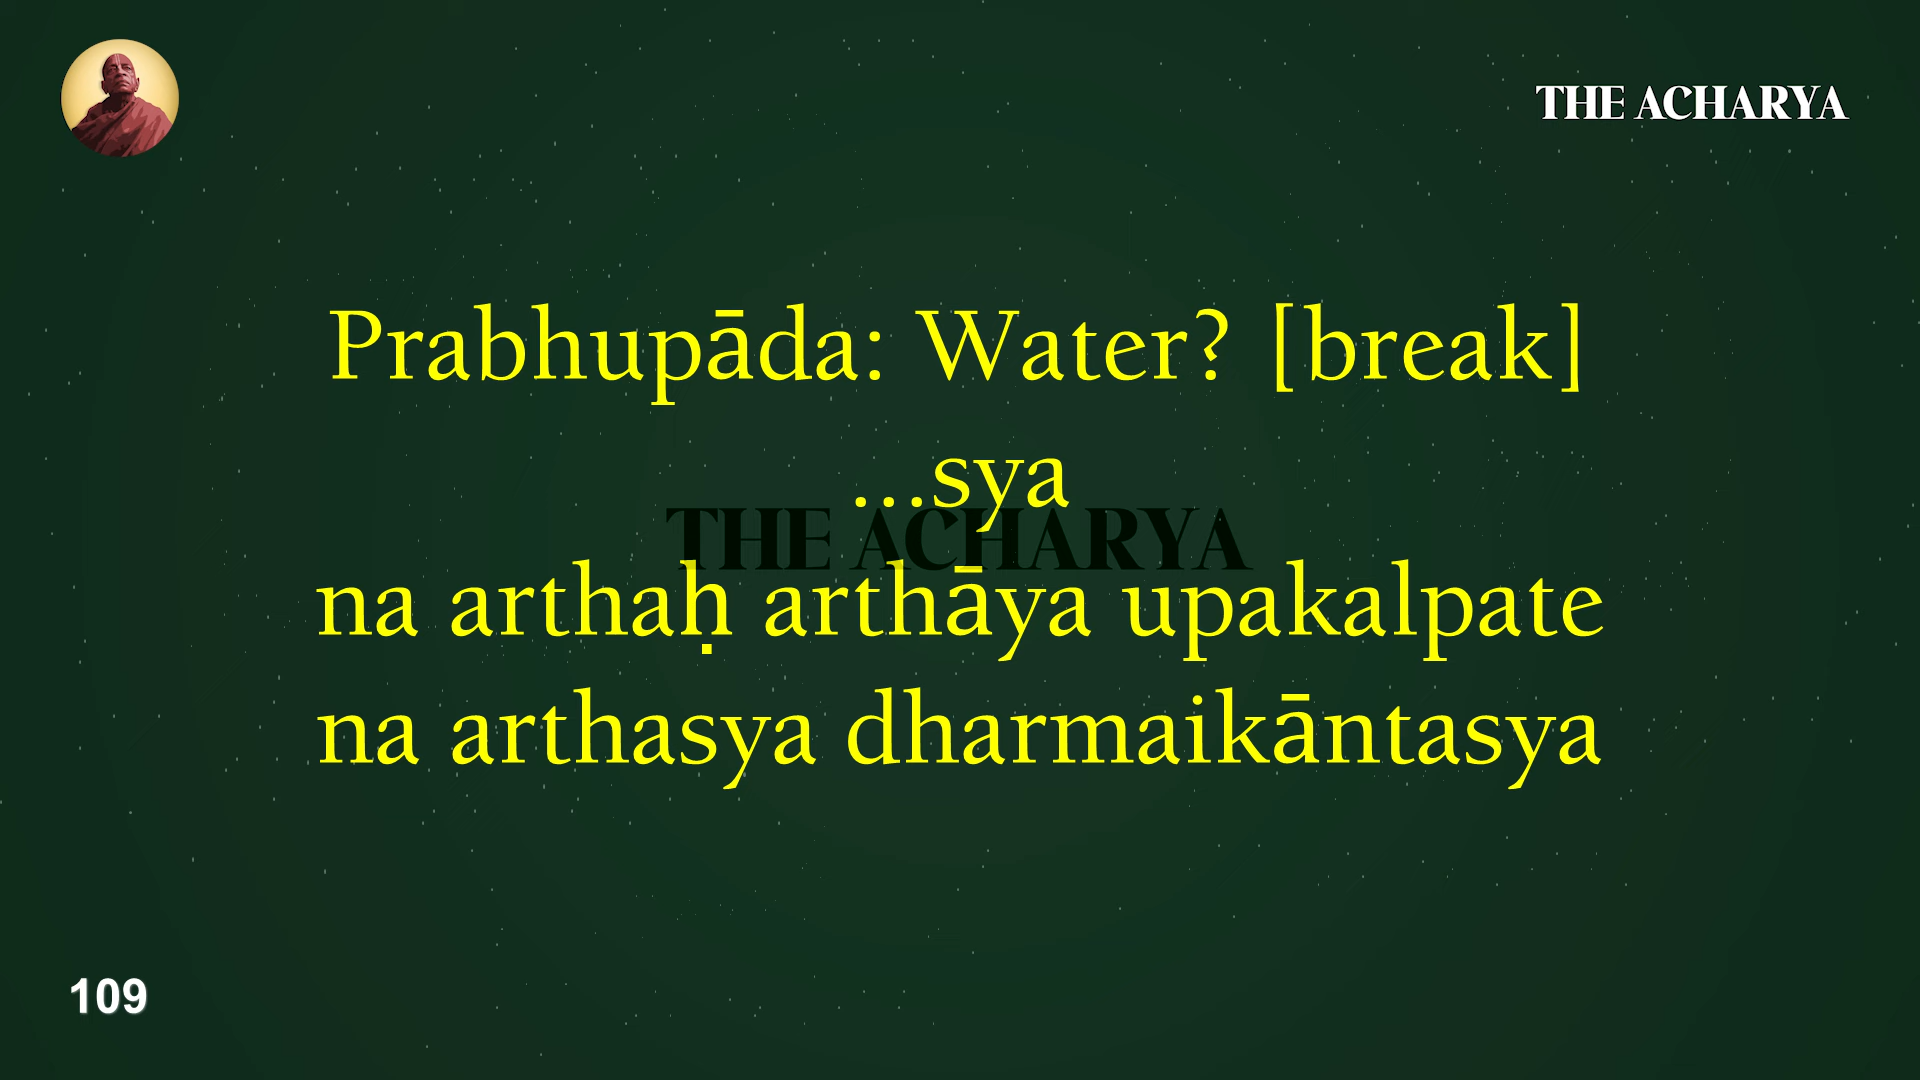 THE ACHARYA
Prabhupāda: Water? [break]
...sya
THE ACHARYA
na arthaḥ arthāya upakalpate
na arthasya dharmaikāntasya
109